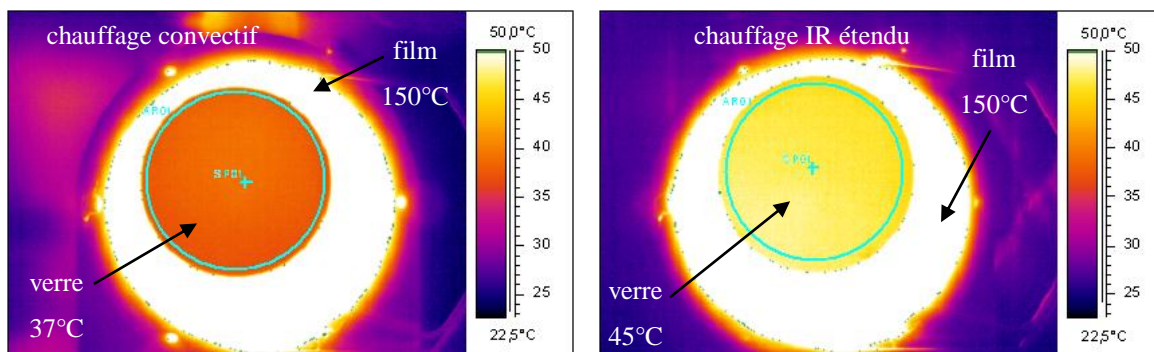 chauffage convectif
film
150°C
AR01
SP01
verre
37°C
50,0°C
50
45
40
35
30
25
22,5°C
chauffage IR étendu
film
150°C
AR01
SP01
verre
45°C
50,0°C
50
45
40
35
30
25
22,5°C